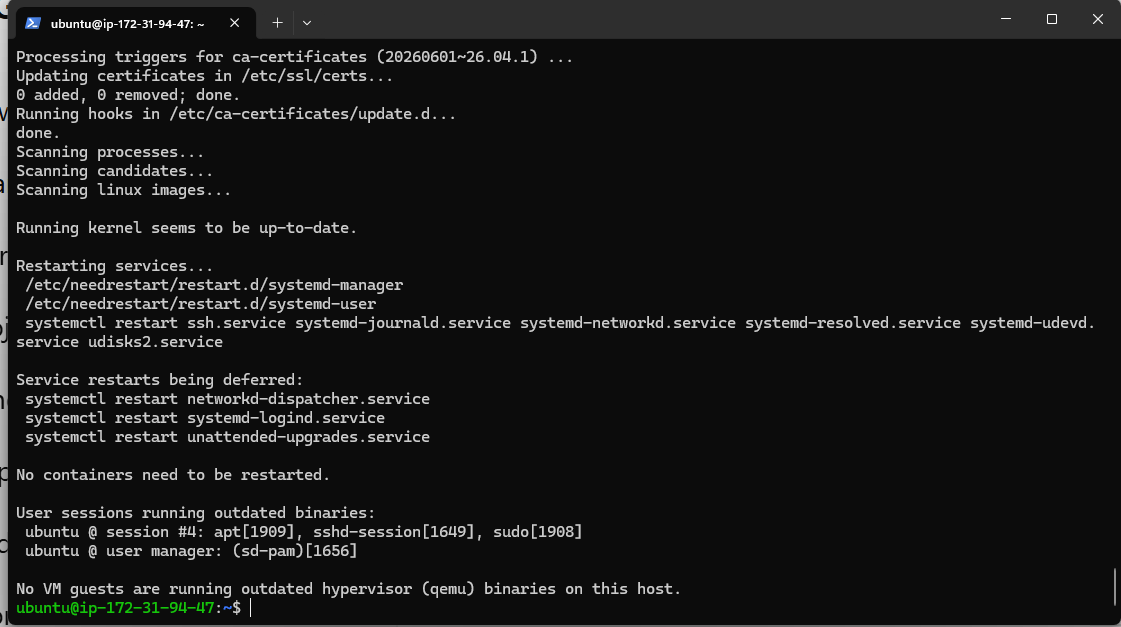 ubuntu@ip-172-31-94-47: ~
Processing triggers for ca-certificates (20260601~26.04.1) ...
Updating certificates in /etc/ssl/certs...
0 added, 0 removed; done.
Running hooks in /etc/ca-certificates/update.d...
done.
Scanning processes...
Scanning candidates...
Scanning linux images...

Running kernel seems to be up-to-date.

Restarting services...
 /etc/needrestart/restart.d/systemd-manager
 /etc/needrestart/restart.d/systemd-user
 systemctl restart ssh.service systemd-journald.service systemd-networkd.service systemd-resolved.service systemd-udevd.
service udisks2.service

Service restarts being deferred:
 systemctl restart networkd-dispatcher.service
 systemctl restart systemd-logind.service
 systemctl restart unattended-upgrades.service

No containers need to be restarted.

User sessions running outdated binaries:
 ubuntu @ session #4: apt[1909], sshd-session[1649], sudo[1908]
 ubuntu @ user manager: (sd-pam)[1656]

No VM guests are running outdated hypervisor (qemu) binaries on this host.
ubuntu@ip-172-31-94-47:~$